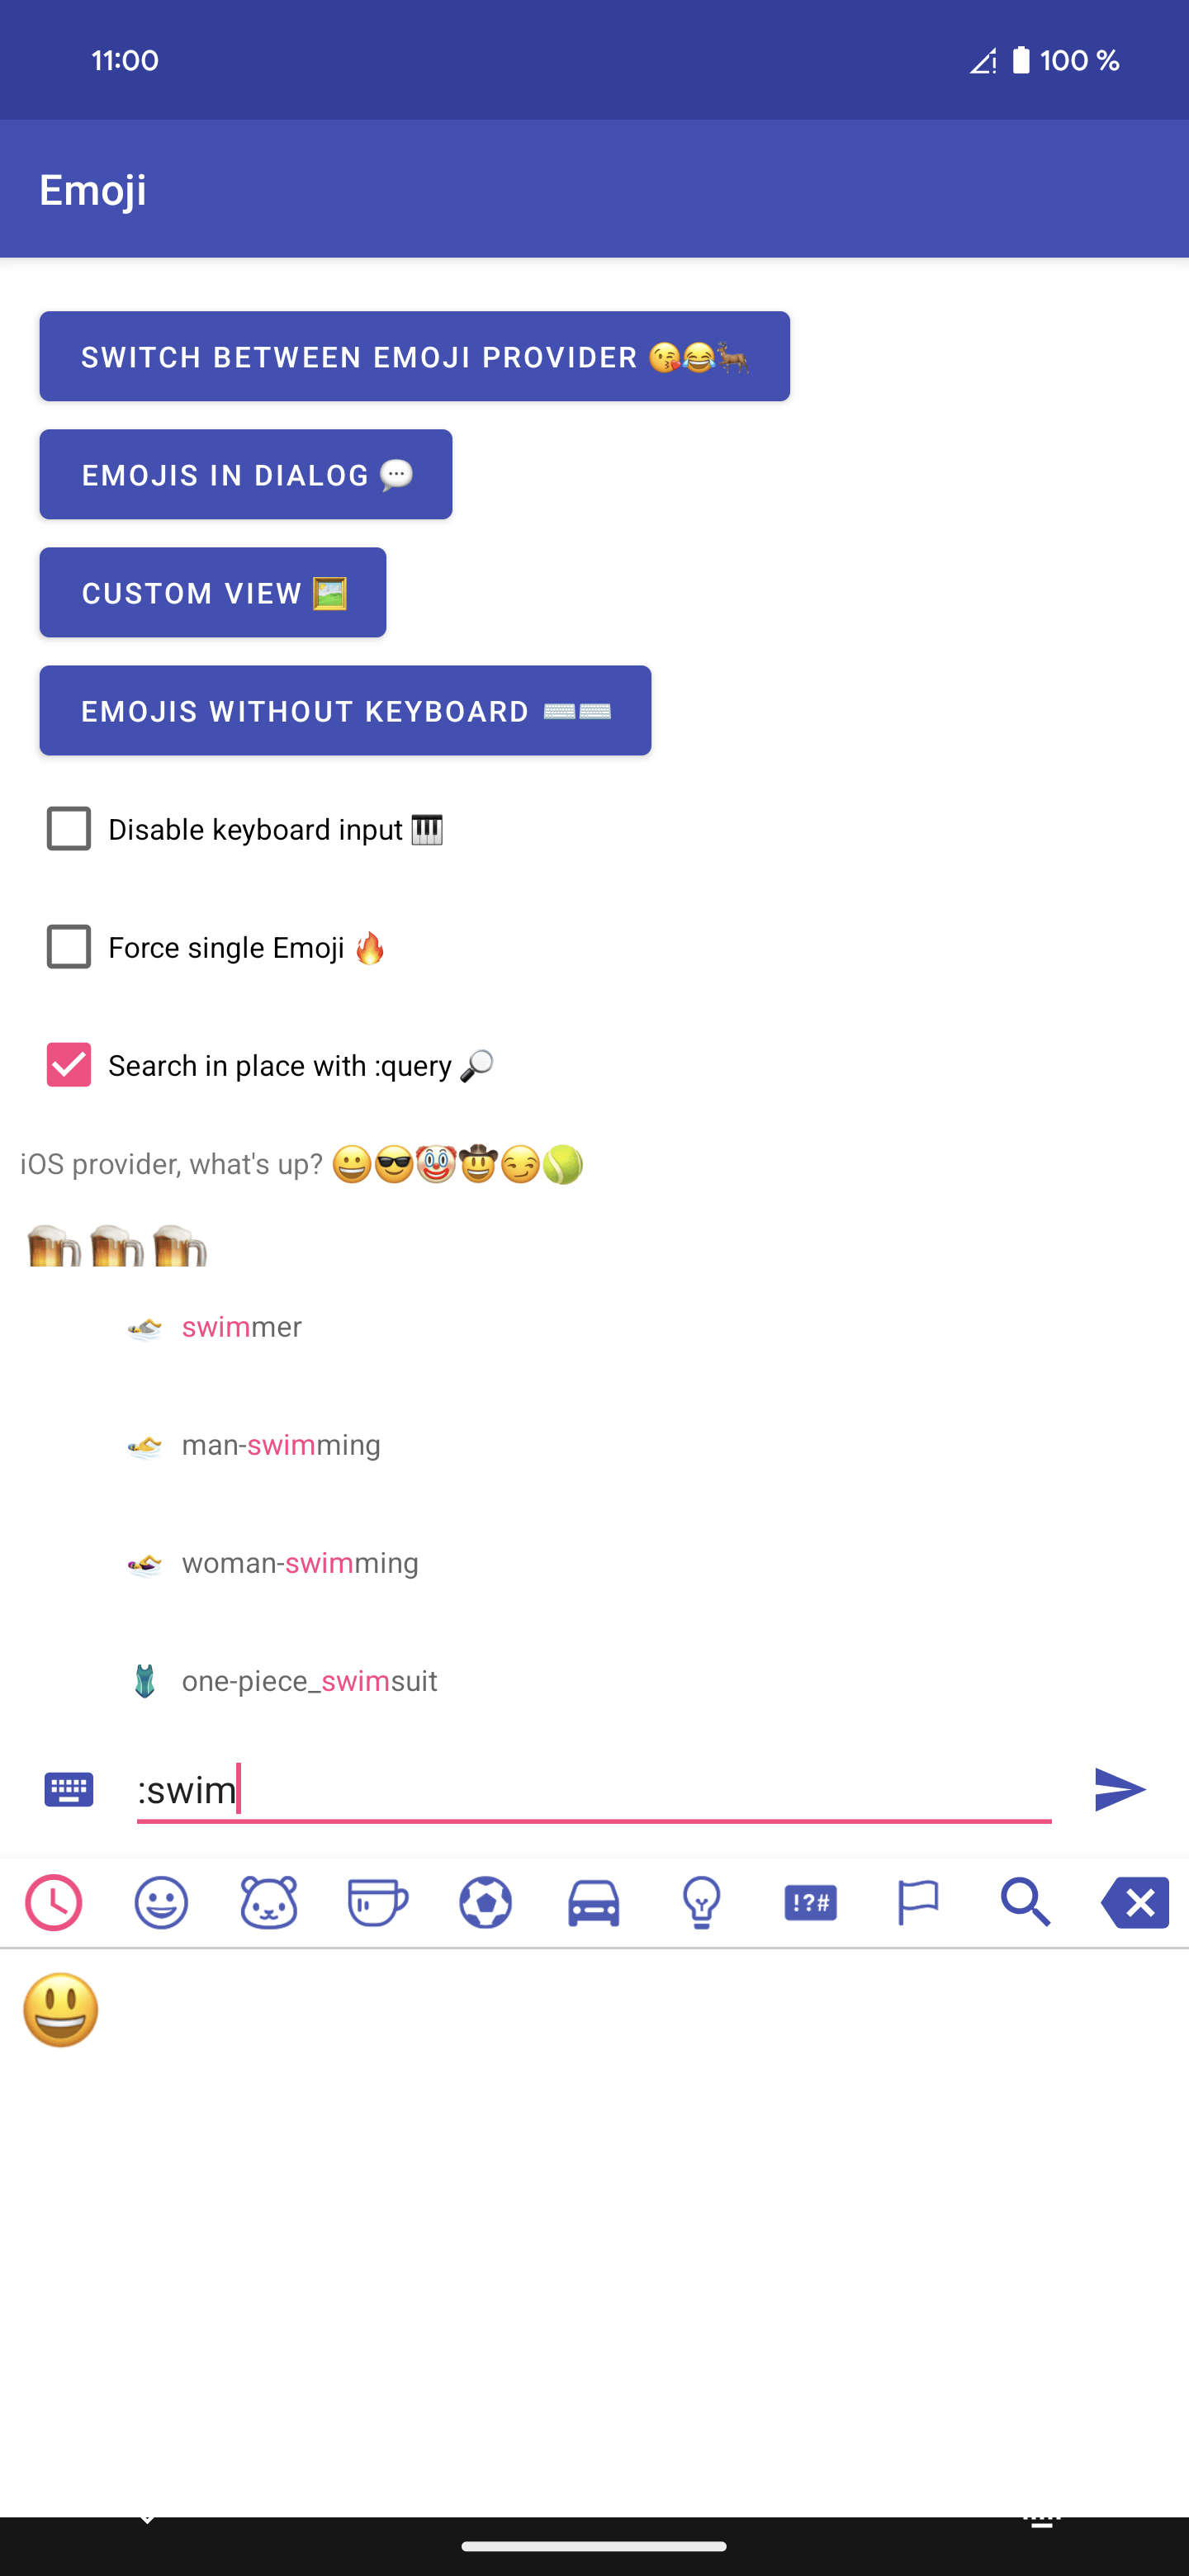 11:00
100 %
Emoji
SWITCH BETWEEN EMOJI PROVIDER 😘😂🦌
EMOJIS IN DIALOG 💬
CUSTOM VIEW 🖼️
EMOJIS WITHOUT KEYBOARD ⌨️⌨️
Disable keyboard input 🎹
Force single Emoji 🔥
Search in place with :query 🔎
iOS provider, what's up? 😀😎🤡🤠😏🎾
🍺🍺🍺
swimmer
man-swimming
woman-swimming
one-piece_swimsuit
:swim
!?#